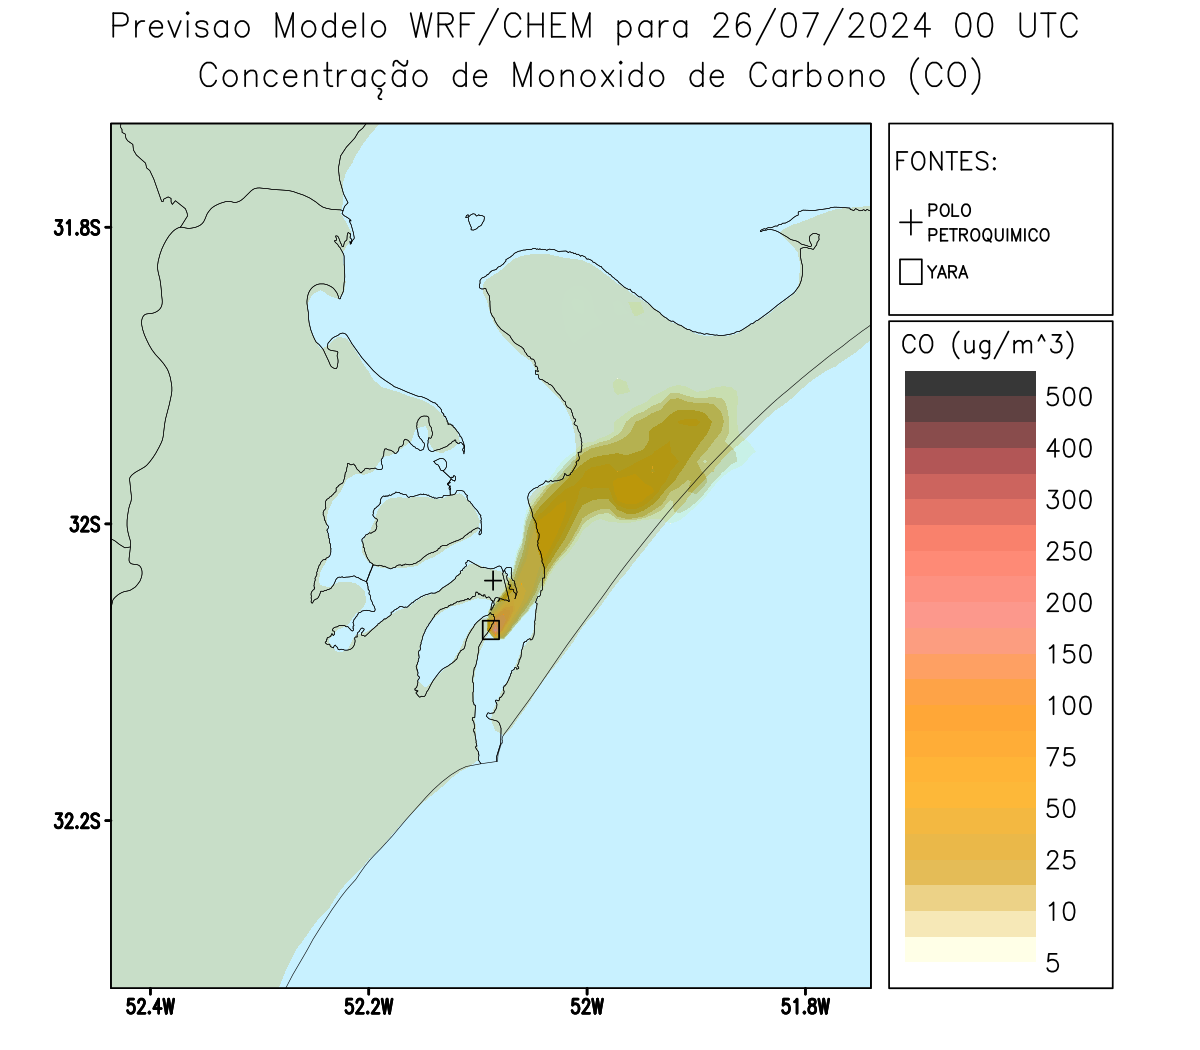 Previsao Modelo WRF/CHEM para 26/07/2024 00 UTC
Concentração de Monoxido de Carbono (CO)
FONTES:
POLO
PETROQUIMICO
YARA
31.8S
32S
32.2S
52.4W
52.2W
52W
51.8W
CO (ug/m^3)
500
400
300
250
200
150
100
75
50
25
10
5